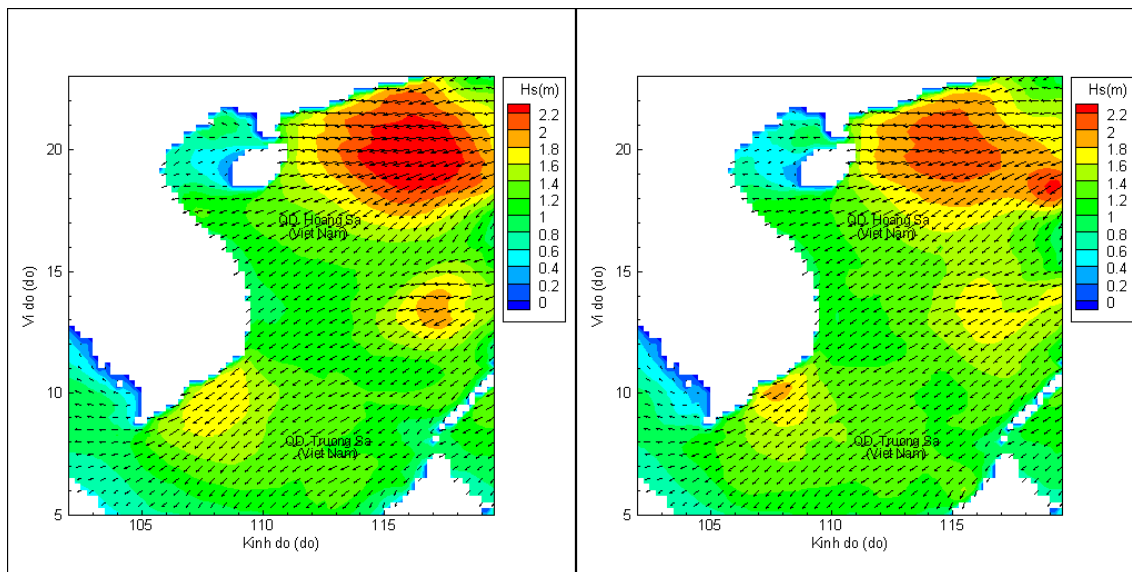 Hs(m)
2.2
2
1.8
1.6
1.4
1.2
1
0.8
0.6
0.4
0.2
0
20
15
10
5
Vi do (do)
105
110
115
Kinh do (do)
QD. Hoang Sa
(Viet Nam)
QD. Truong Sa
(Viet Nam)
Hs(m)
2.2
2
1.8
1.6
1.4
1.2
1
0.8
0.6
0.4
0.2
0
20
15
10
5
Vi do (do)
105
110
115
Kinh do (do)
QD. Hoang Sa
(Viet Nam)
QD. Truong Sa
(Viet Nam)